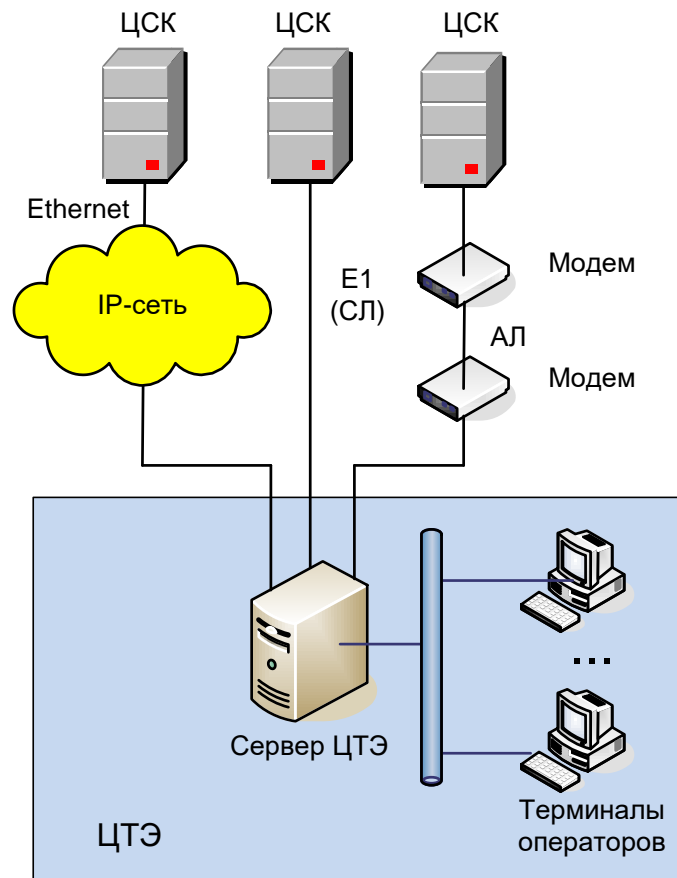 ЦСК
ЦСК
ЦСК
Ethernet
IP-сеть
E1
(СЛ)
Модем
АЛ
Модем
Сервер ЦТЭ
...
Терминалы
операторов
ЦТЭ